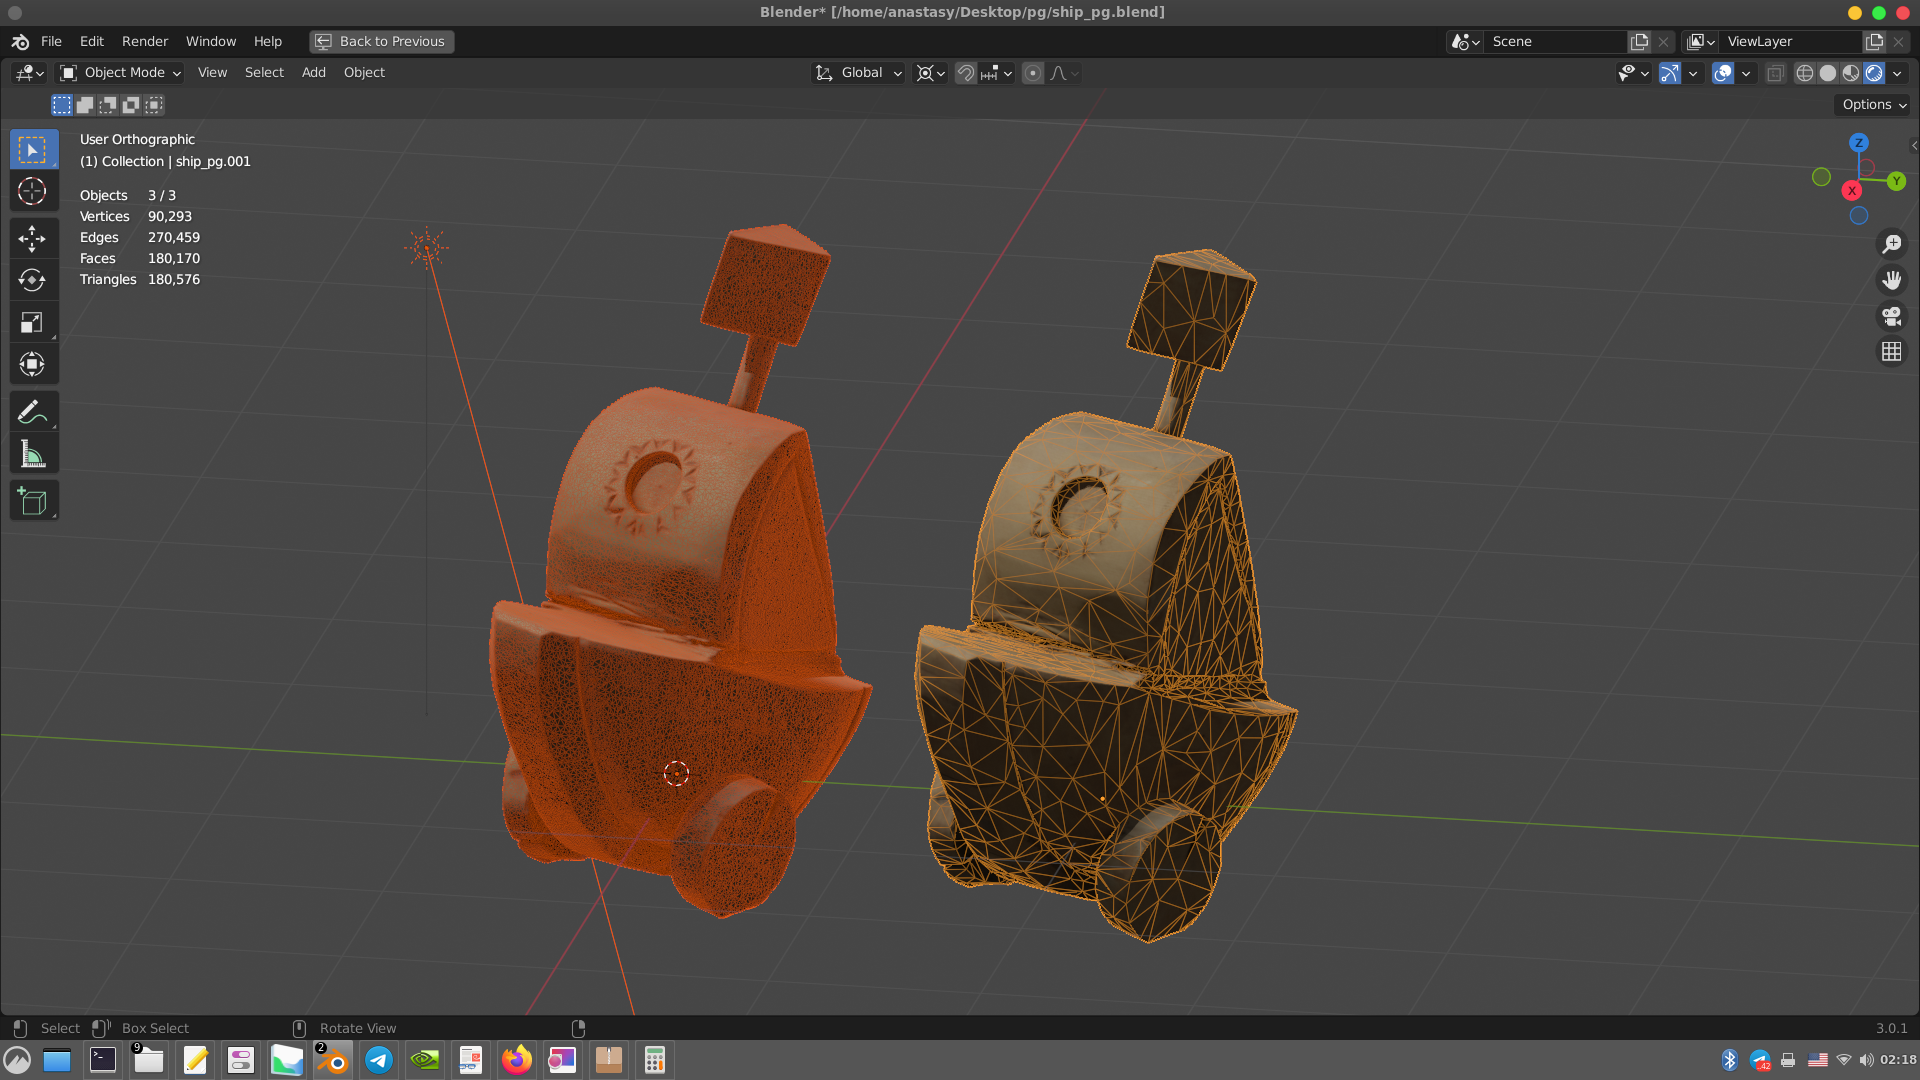 Blender* [/home/anastasy/Desktop/pg/ship_pg.blend]
File Edit Render Window Help Back to Previous Scene ViewLayer
Object Mode View Select Add Object Global
Options
User Orthographic
(1) Collection | ship_pg.001
Objects 3 / 3
Vertices 90,293
Edges 270,459
Faces 180,170
Triangles 180,576
Z
Y
X
Select Box Select Rotate View 3.0.1
9 2 42 02:18